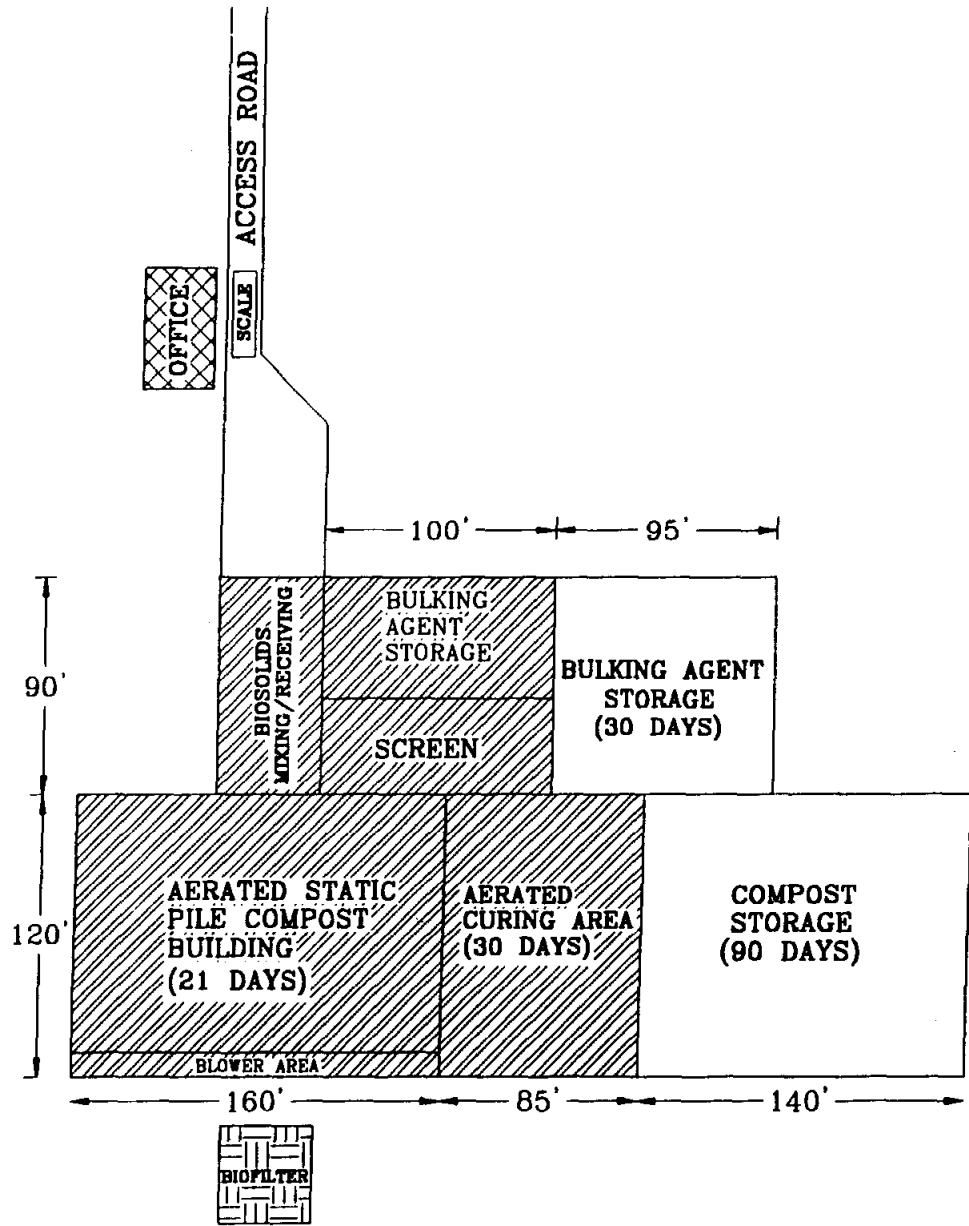 ACCESS ROAD
OFFICE
SCALE
100'
95'
90'
BIOSOLIDS
MIXING/RECEIVING
BULKING
AGENT
STORAGE
SCREEN
BULKING AGENT
STORAGE
(30 DAYS)
120'
AERATED STATIC
PILE COMPOST
BUILDING
(21 DAYS)
AERATED
CURING AREA
(30 DAYS)
COMPOST
STORAGE
(90 DAYS)
BLOWER AREA
160'
85'
140'
BIOFILTER